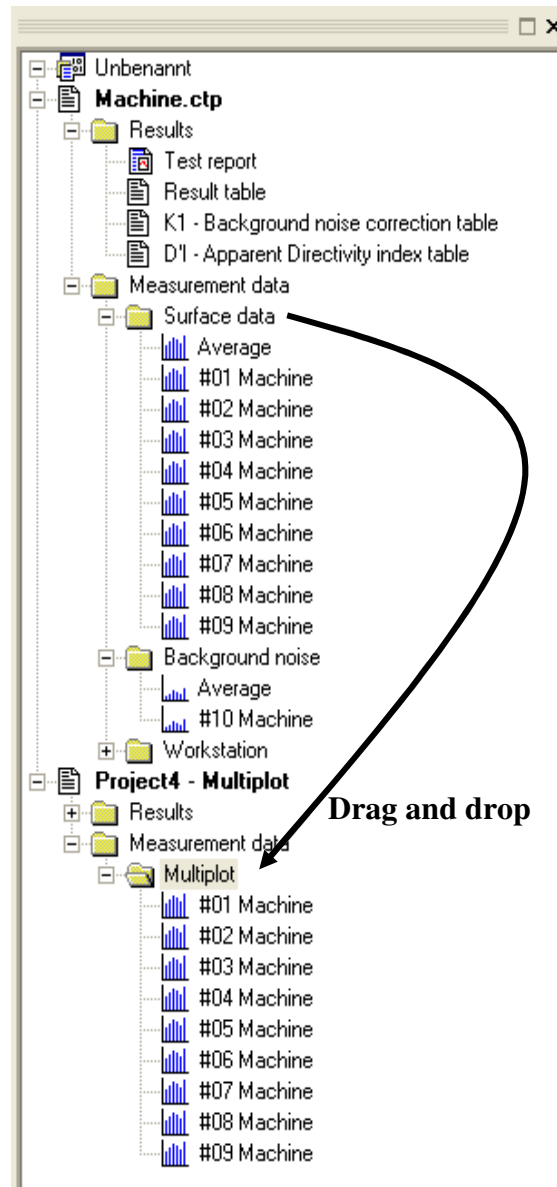 Unbenannt
Machine.ctp
Results
Test report
Result table
K1 - Background noise correction table
D'I - Apparent Directivity index table
Measurement data
Surface data
Average
#01 Machine
#02 Machine
#03 Machine
#04 Machine
#05 Machine
#06 Machine
#07 Machine
#08 Machine
#09 Machine
Background noise
Average
#10 Machine
Workstation
Project4 - Multiplot
Results
Drag and drop
Measurement data
Multiplot
#01 Machine
#02 Machine
#03 Machine
#04 Machine
#05 Machine
#06 Machine
#07 Machine
#08 Machine
#09 Machine